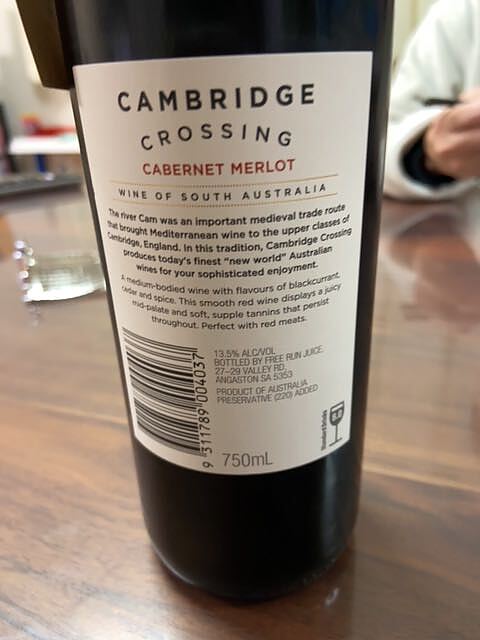 CAMBRIDGE
CROSSING
CABERNET MERLOT
WINE OF SOUTH AUSTRALIA
The river Cam was an important medieval trade route
that brought Mediterranean wine to the upper classes of
Cambridge, England. In this tradition, Cambridge Crossing
produces today's finest "new world" Australian
wines for your sophisticated enjoyment.
A medium-bodied wine with flavours of blackcurrant,
cedar and spice. This smooth red wine displays a juicy
mid-palate and soft, supple tannins that persist
throughout. Perfect with red meats.
13.5% ALC/VOL
BOTTLED BY FREE RUN JUICE,
27-29 VALLEY RD,
ANGASTON SA 5353
PRODUCT OF AUSTRALIA
PRESERVATIVE (220) ADDED
9 311789 004037
750mL
Standard Drinks